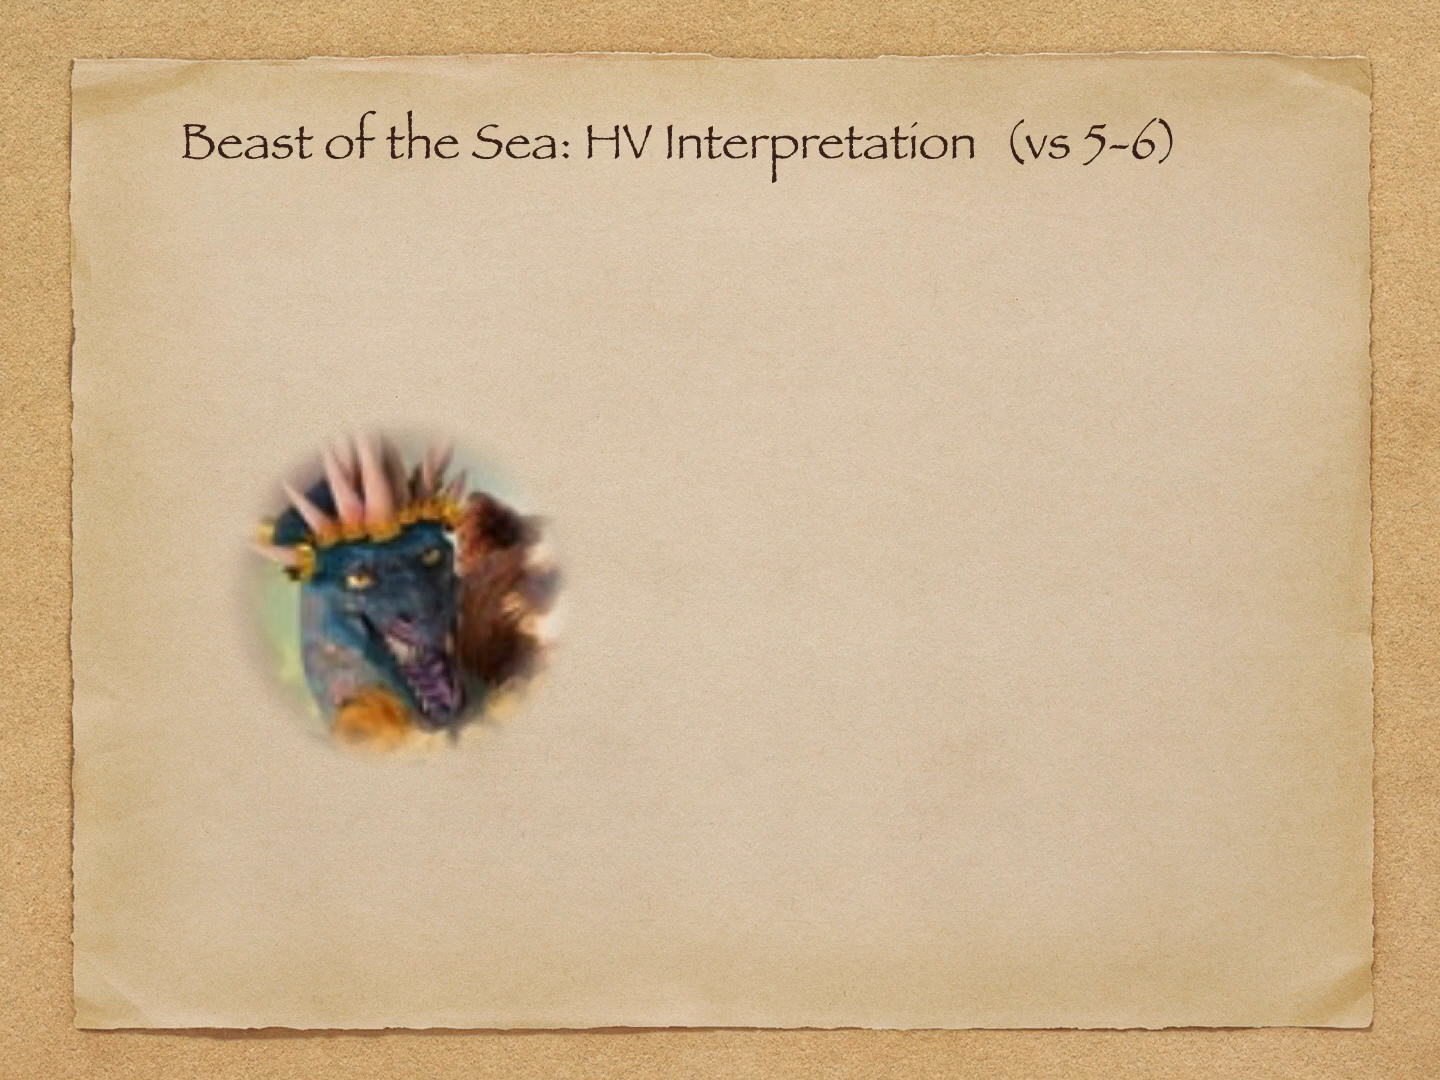 Beast of the Sea: HV Interpretation (vs 5-6)